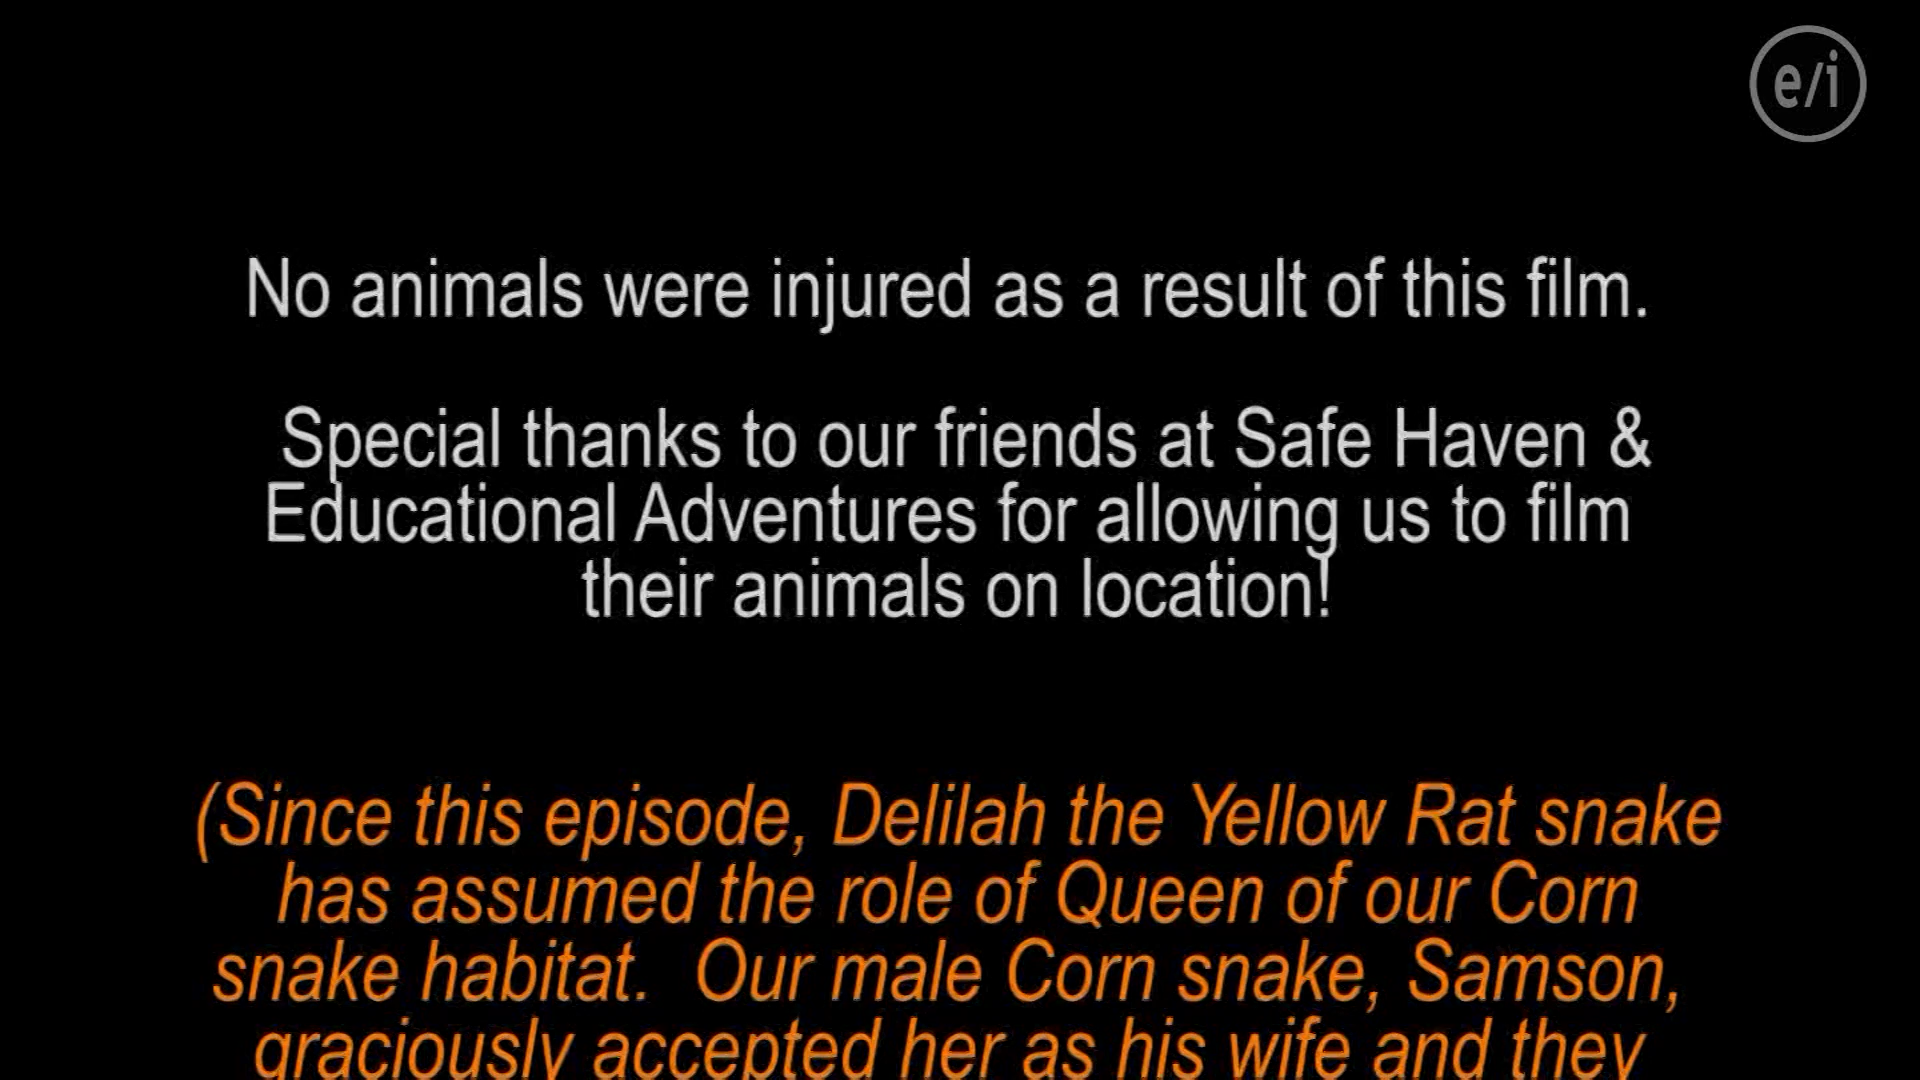 e/i
No animals were injured as a result of this film.
Special thanks to our friends at Safe Haven &
Educational Adventures for allowing us to film
their animals on location!
(Since this episode, Delilah the Yellow Rat snake
has assumed the role of Queen of our Corn
snake habitat.  Our male Corn snake, Samson,
graciously accepted her as his wife and they